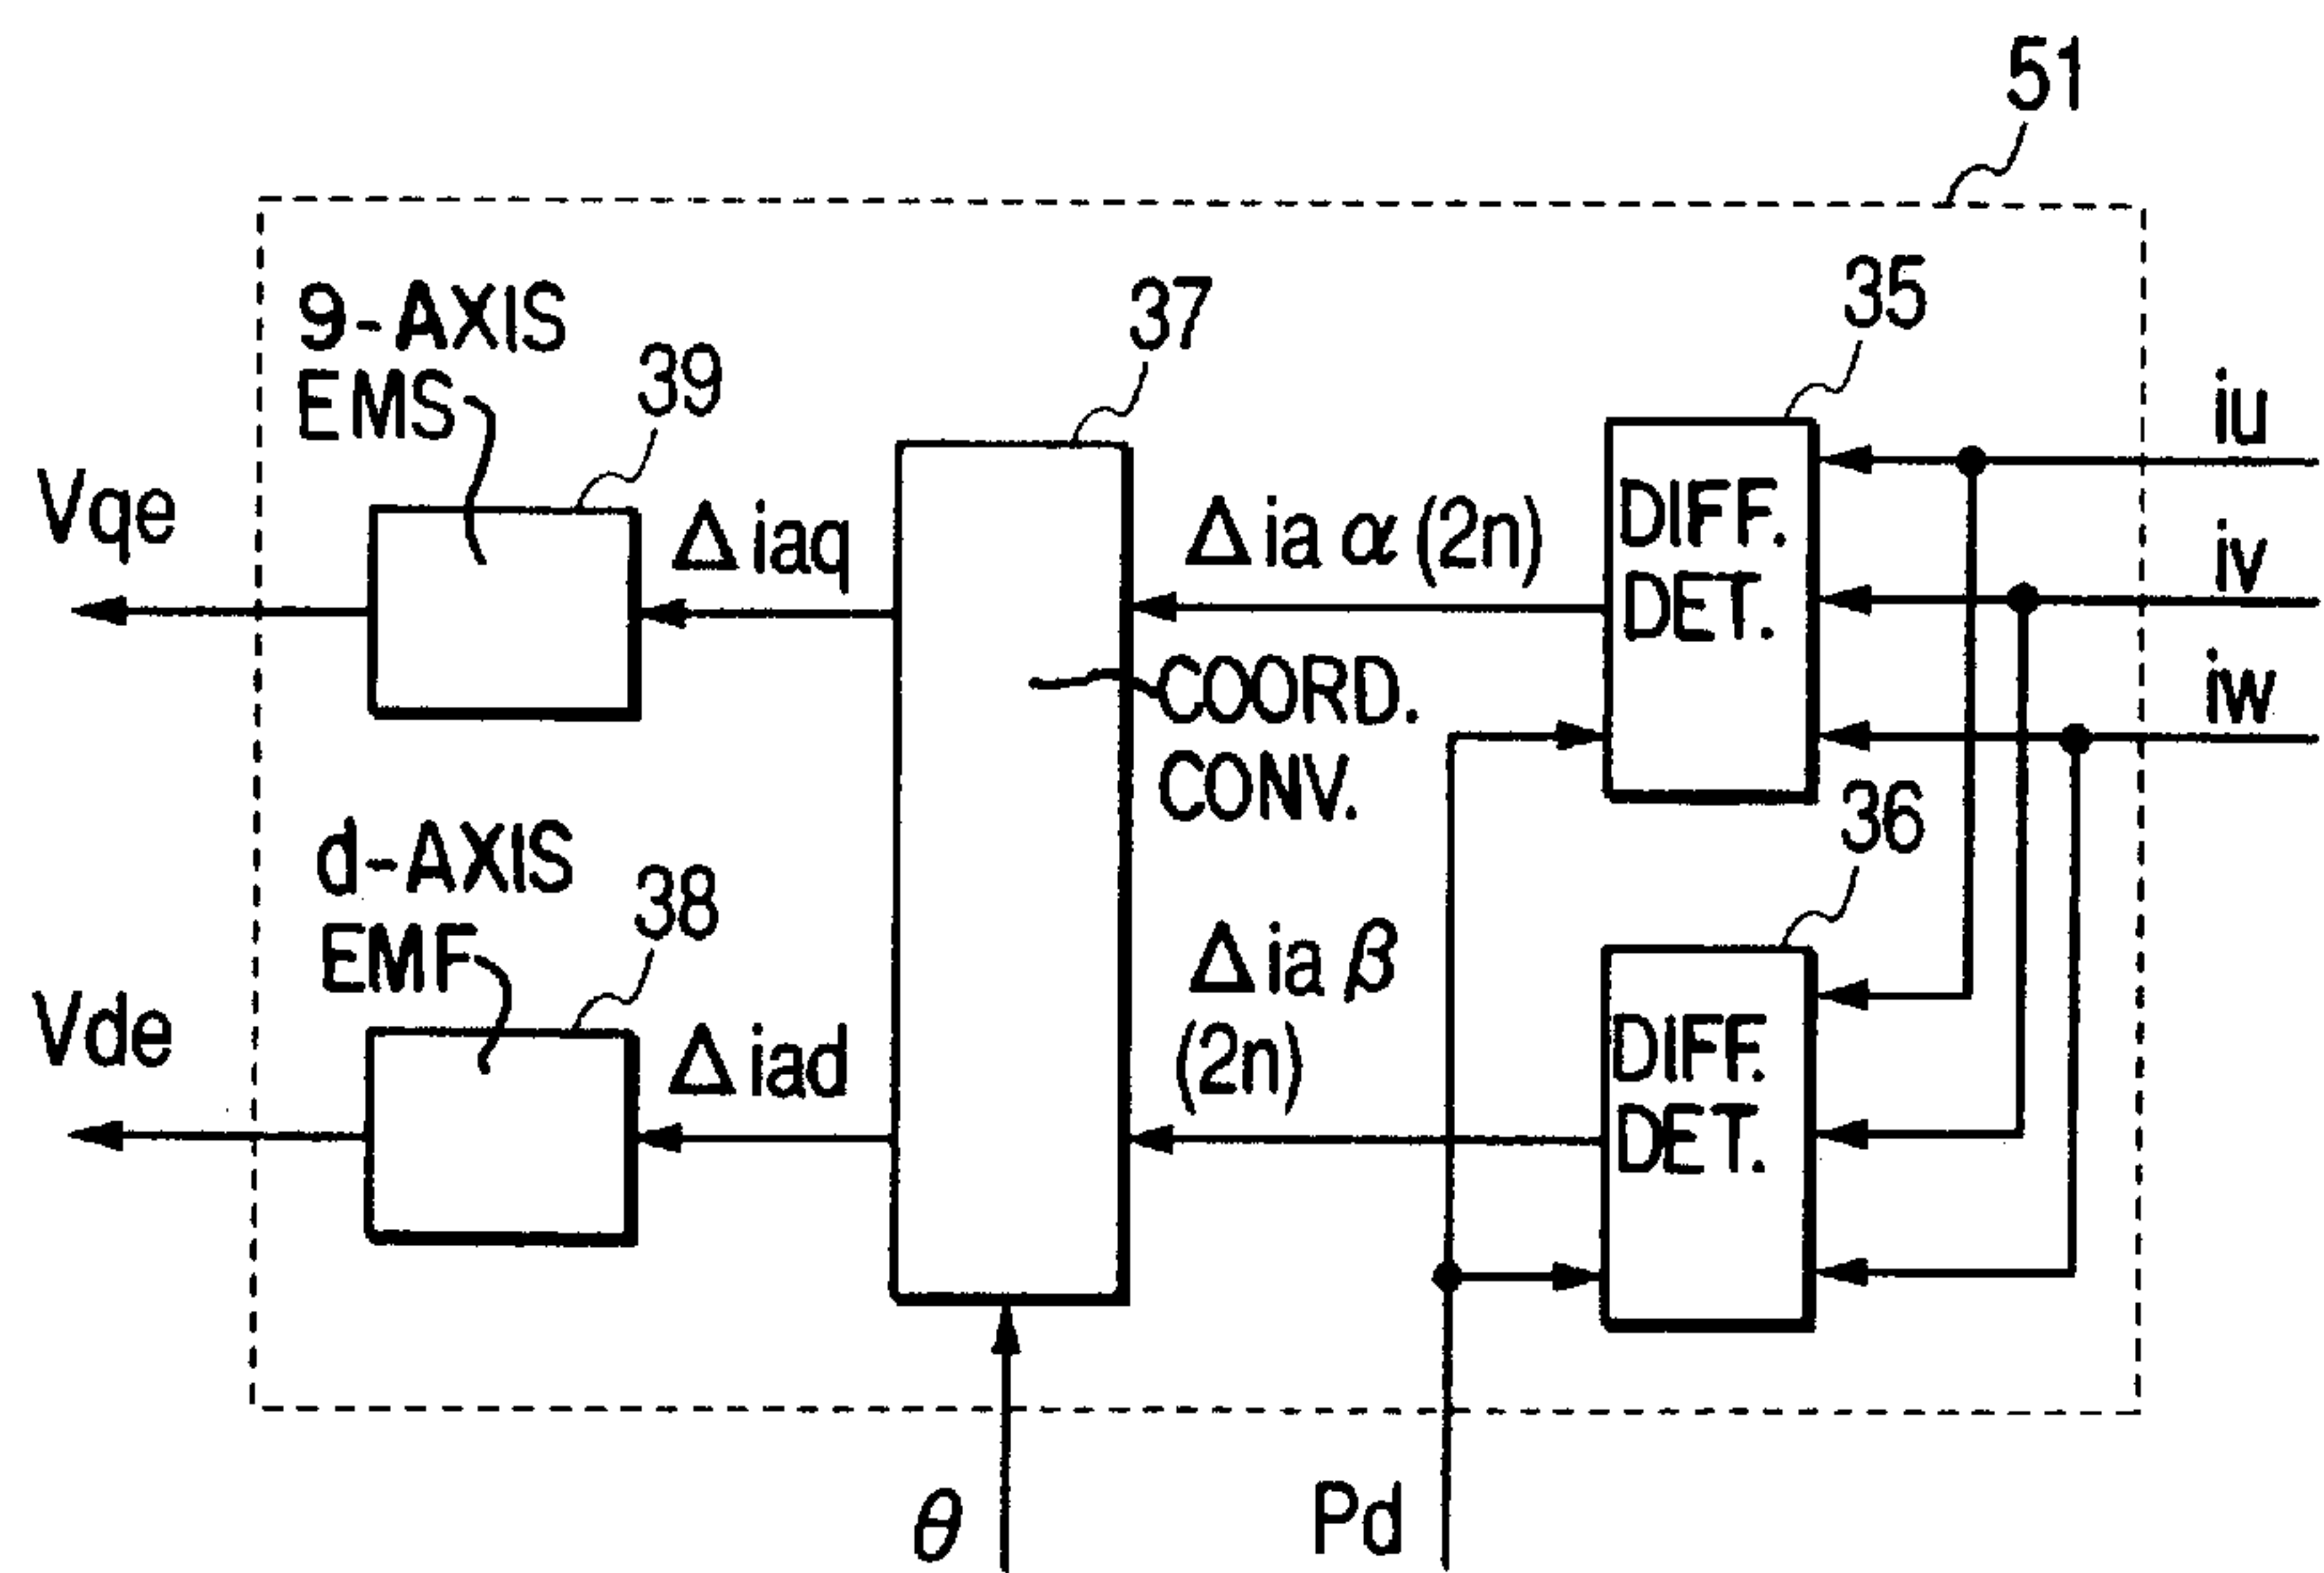 51
9-AXIS
EMS
39
37
35
iu
Vqe
Δiaq
Δia α (2n)
DIFF.
DET.
iv
COORD.
CONV.
iw
36
d-AXIS
EMF
38
Vde
Δiad
Δia β
(2n)
DIFF.
DET.
θ
Pd